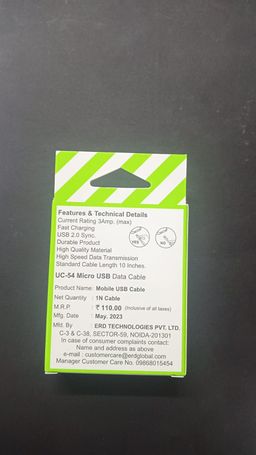 Features & Technical Details
Current Rating 3Amp. (max)
Fast Charging
USB 2.0 Sync.
Durable Product
High Quality Material
High Speed Data Transmission
Standard Cable Length 10 Inches.
YES
NO
UC-54 Micro USB Data Cable
Product Name: Mobile USB Cable
Net Quantity : 1N Cable
M.R.P. : ₹ 110.00 (Inclusive of all taxes)
Mfg. Date : May. 2023
Mfd. By : ERD TECHNOLOGIES PVT. LTD.
C-3 & C-38, SECTOR-59, NOIDA-201301
In case of consumer complaints contact:
Name and address as above
e-mail : customercare@erdglobal.com
Manager Customer Care No. 09868015454